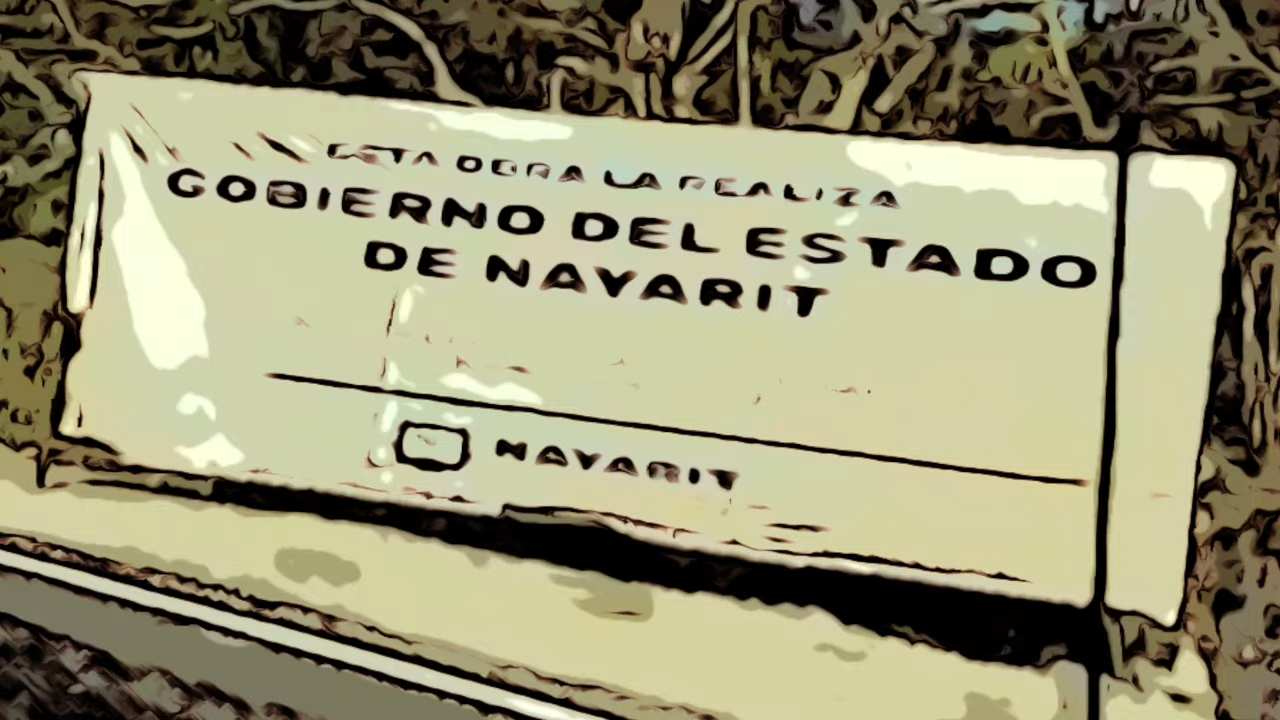 ESTA OBRA LA REALIZA
GOBIERNO DEL ESTADO
DE NAYARIT
NAYARIT